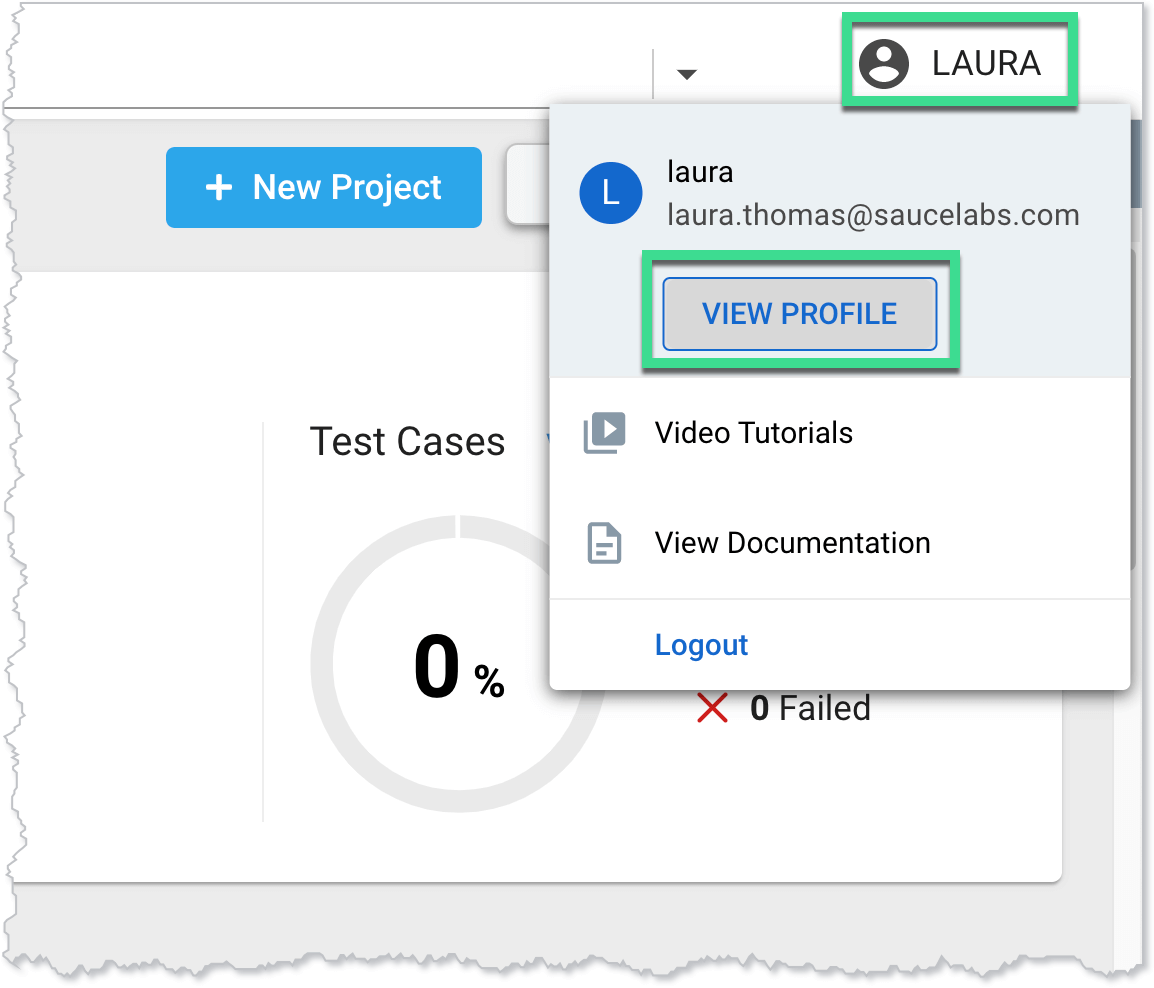 LAURA
+ New Project
L
laura
laura.thomas@saucelabs.com
VIEW PROFILE
Test Cases
Video Tutorials
View Documentation
0 %
Logout
0 Failed